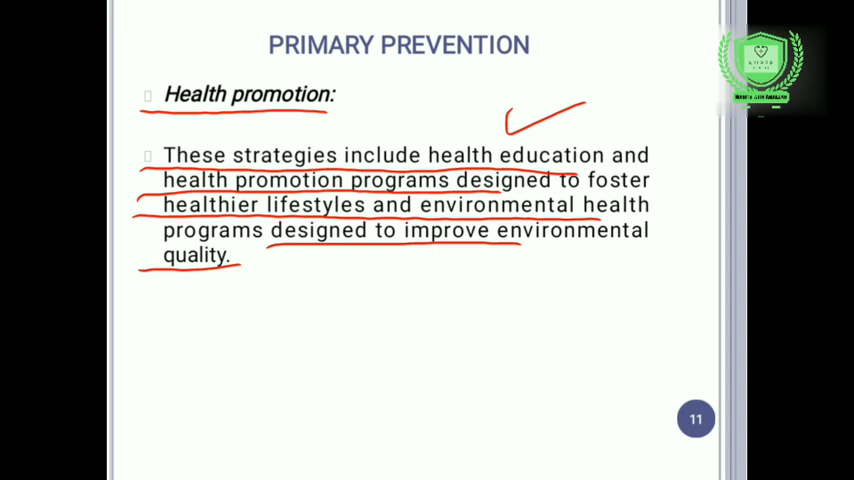 PRIMARY PREVENTION
Health promotion:
These strategies include health education and
health promotion programs designed to foster
healthier lifestyles and environmental health
programs designed to improve environmental
quality.
11